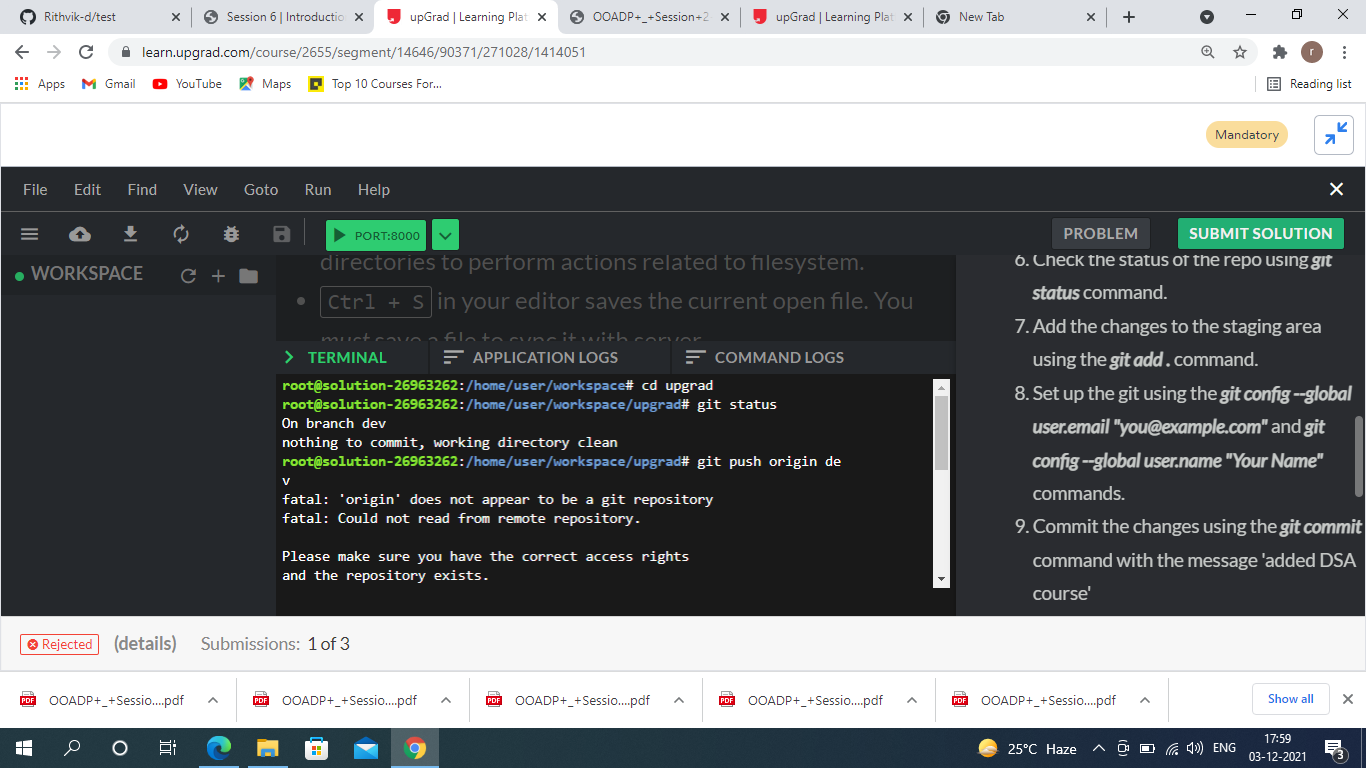 Rithvik-d/test
Session 6 | Introductio
upGrad | Learning Plat
OOADP+_+Session+2
upGrad | Learning Plat
New Tab
learn.upgrad.com/course/2655/segment/14646/90371/271028/1414051
r
Apps
Gmail
YouTube
Maps
Top 10 Courses For...
Reading list
Mandatory
File Edit Find View Goto Run Help
PORT:8000
PROBLEM
SUBMIT SOLUTION
WORKSPACE
directories to perform actions related to filesystem.
Ctrl + S in your editor saves the current open file. You
must save a file to sync it with server
TERMINAL
APPLICATION LOGS
COMMAND LOGS
root@solution-26963262:/home/user/workspace# cd upgrad
root@solution-26963262:/home/user/workspace/upgrad# git status
On branch dev
nothing to commit, working directory clean
root@solution-26963262:/home/user/workspace/upgrad# git push origin de
v
fatal: 'origin' does not appear to be a git repository
fatal: Could not read from remote repository.
Please make sure you have the correct access rights
and the repository exists.
6. Check the status of the repo using git
status command.
7. Add the changes to the staging area
using the git add . command.
8. Set up the git using the git config --global
user.email "you@example.com" and git
config --global user.name "Your Name"
commands.
9. Commit the changes using the git commit
command with the message 'added DSA
course'
Rejected
(details)
Submissions: 1 of 3
PDF OOADP+_+Sessio....pdf
PDF OOADP+_+Sessio....pdf
PDF OOADP+_+Sessio....pdf
PDF OOADP+_+Sessio....pdf
PDF OOADP+_+Sessio....pdf
Show all
25°C Haze
ENG
17:59
03-12-2021
3